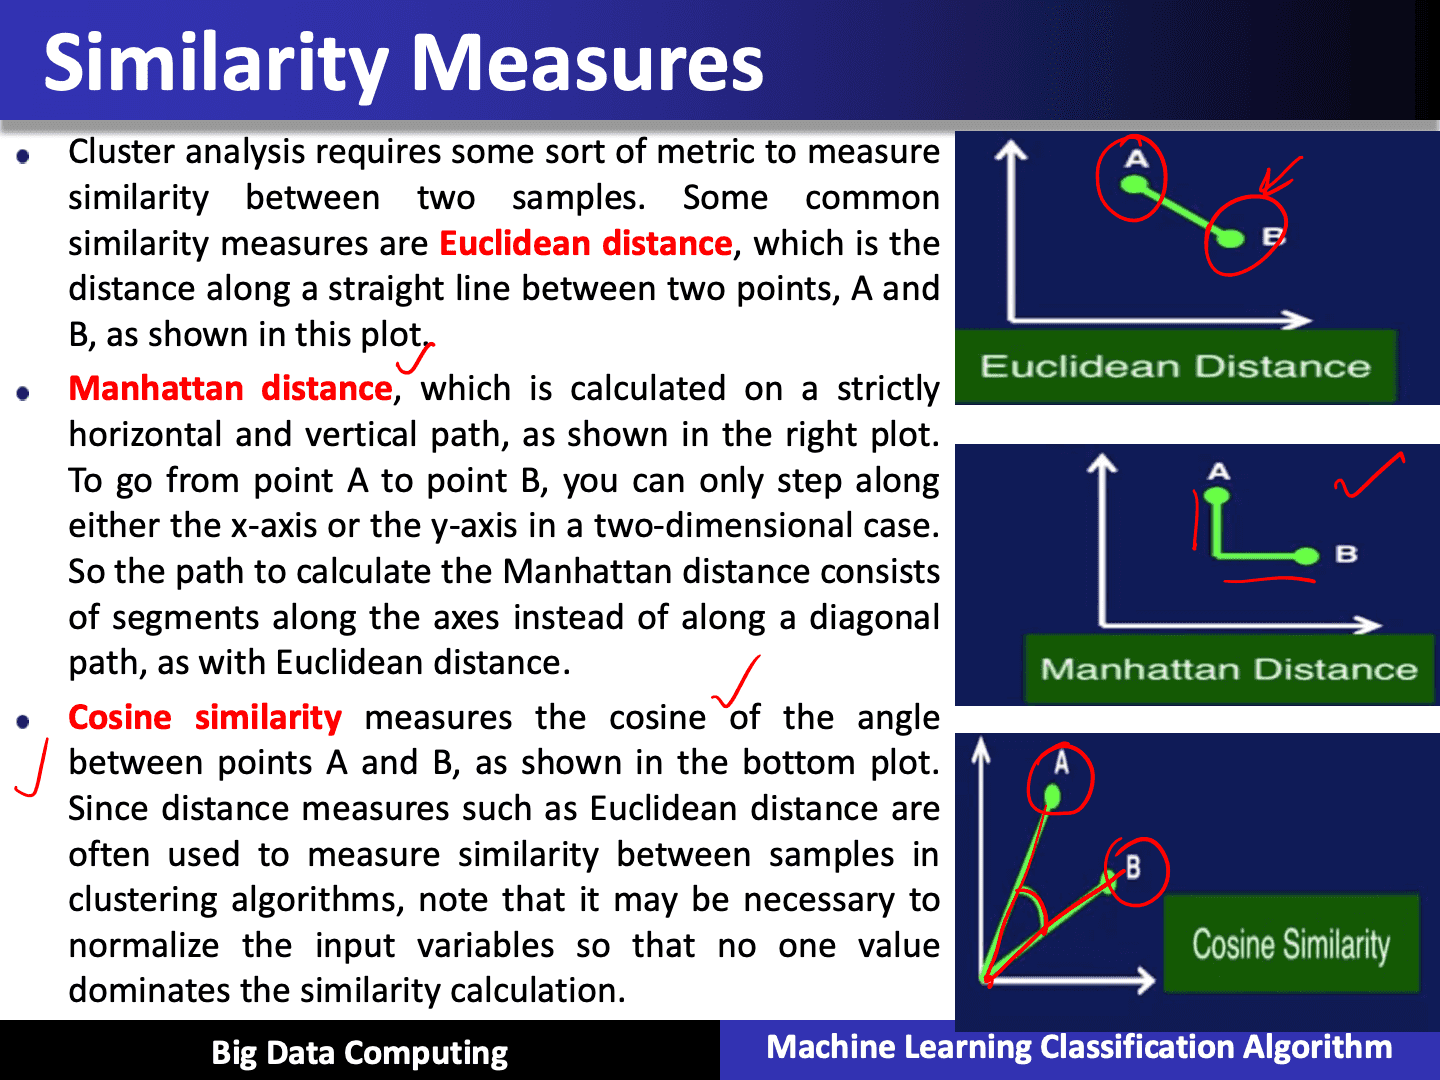 Similarity Measures
• Cluster analysis requires some sort of metric to measure
similarity between two samples. Some common
similarity measures are Euclidean distance, which is the
distance along a straight line between two points, A and
B, as shown in this plot.
• Manhattan distance, which is calculated on a strictly
horizontal and vertical path, as shown in the right plot.
To go from point A to point B, you can only step along
either the x-axis or the y-axis in a two-dimensional case.
So the path to calculate the Manhattan distance consists
of segments along the axes instead of along a diagonal
path, as with Euclidean distance.
• Cosine similarity measures the cosine of the angle
between points A and B, as shown in the bottom plot.
Since distance measures such as Euclidean distance are
often used to measure similarity between samples in
clustering algorithms, note that it may be necessary to
normalize the input variables so that no one value
dominates the similarity calculation.
A
B
Euclidean Distance
A
B
Manhattan Distance
A
B
Cosine Similarity
Big Data Computing
Machine Learning Classification Algorithm